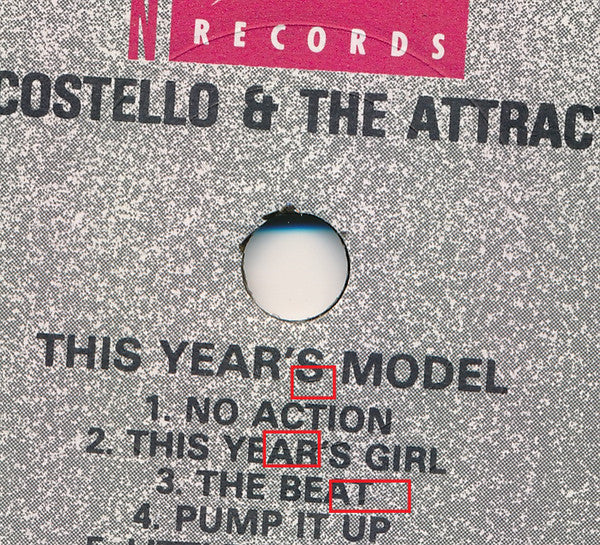 N RECORDS
COSTELLO & THE ATTRACT
THIS YEAR'S MODEL
1. NO ACTION
2. THIS YEAR'S GIRL
3. THE BEAT
4. PUMP IT UP